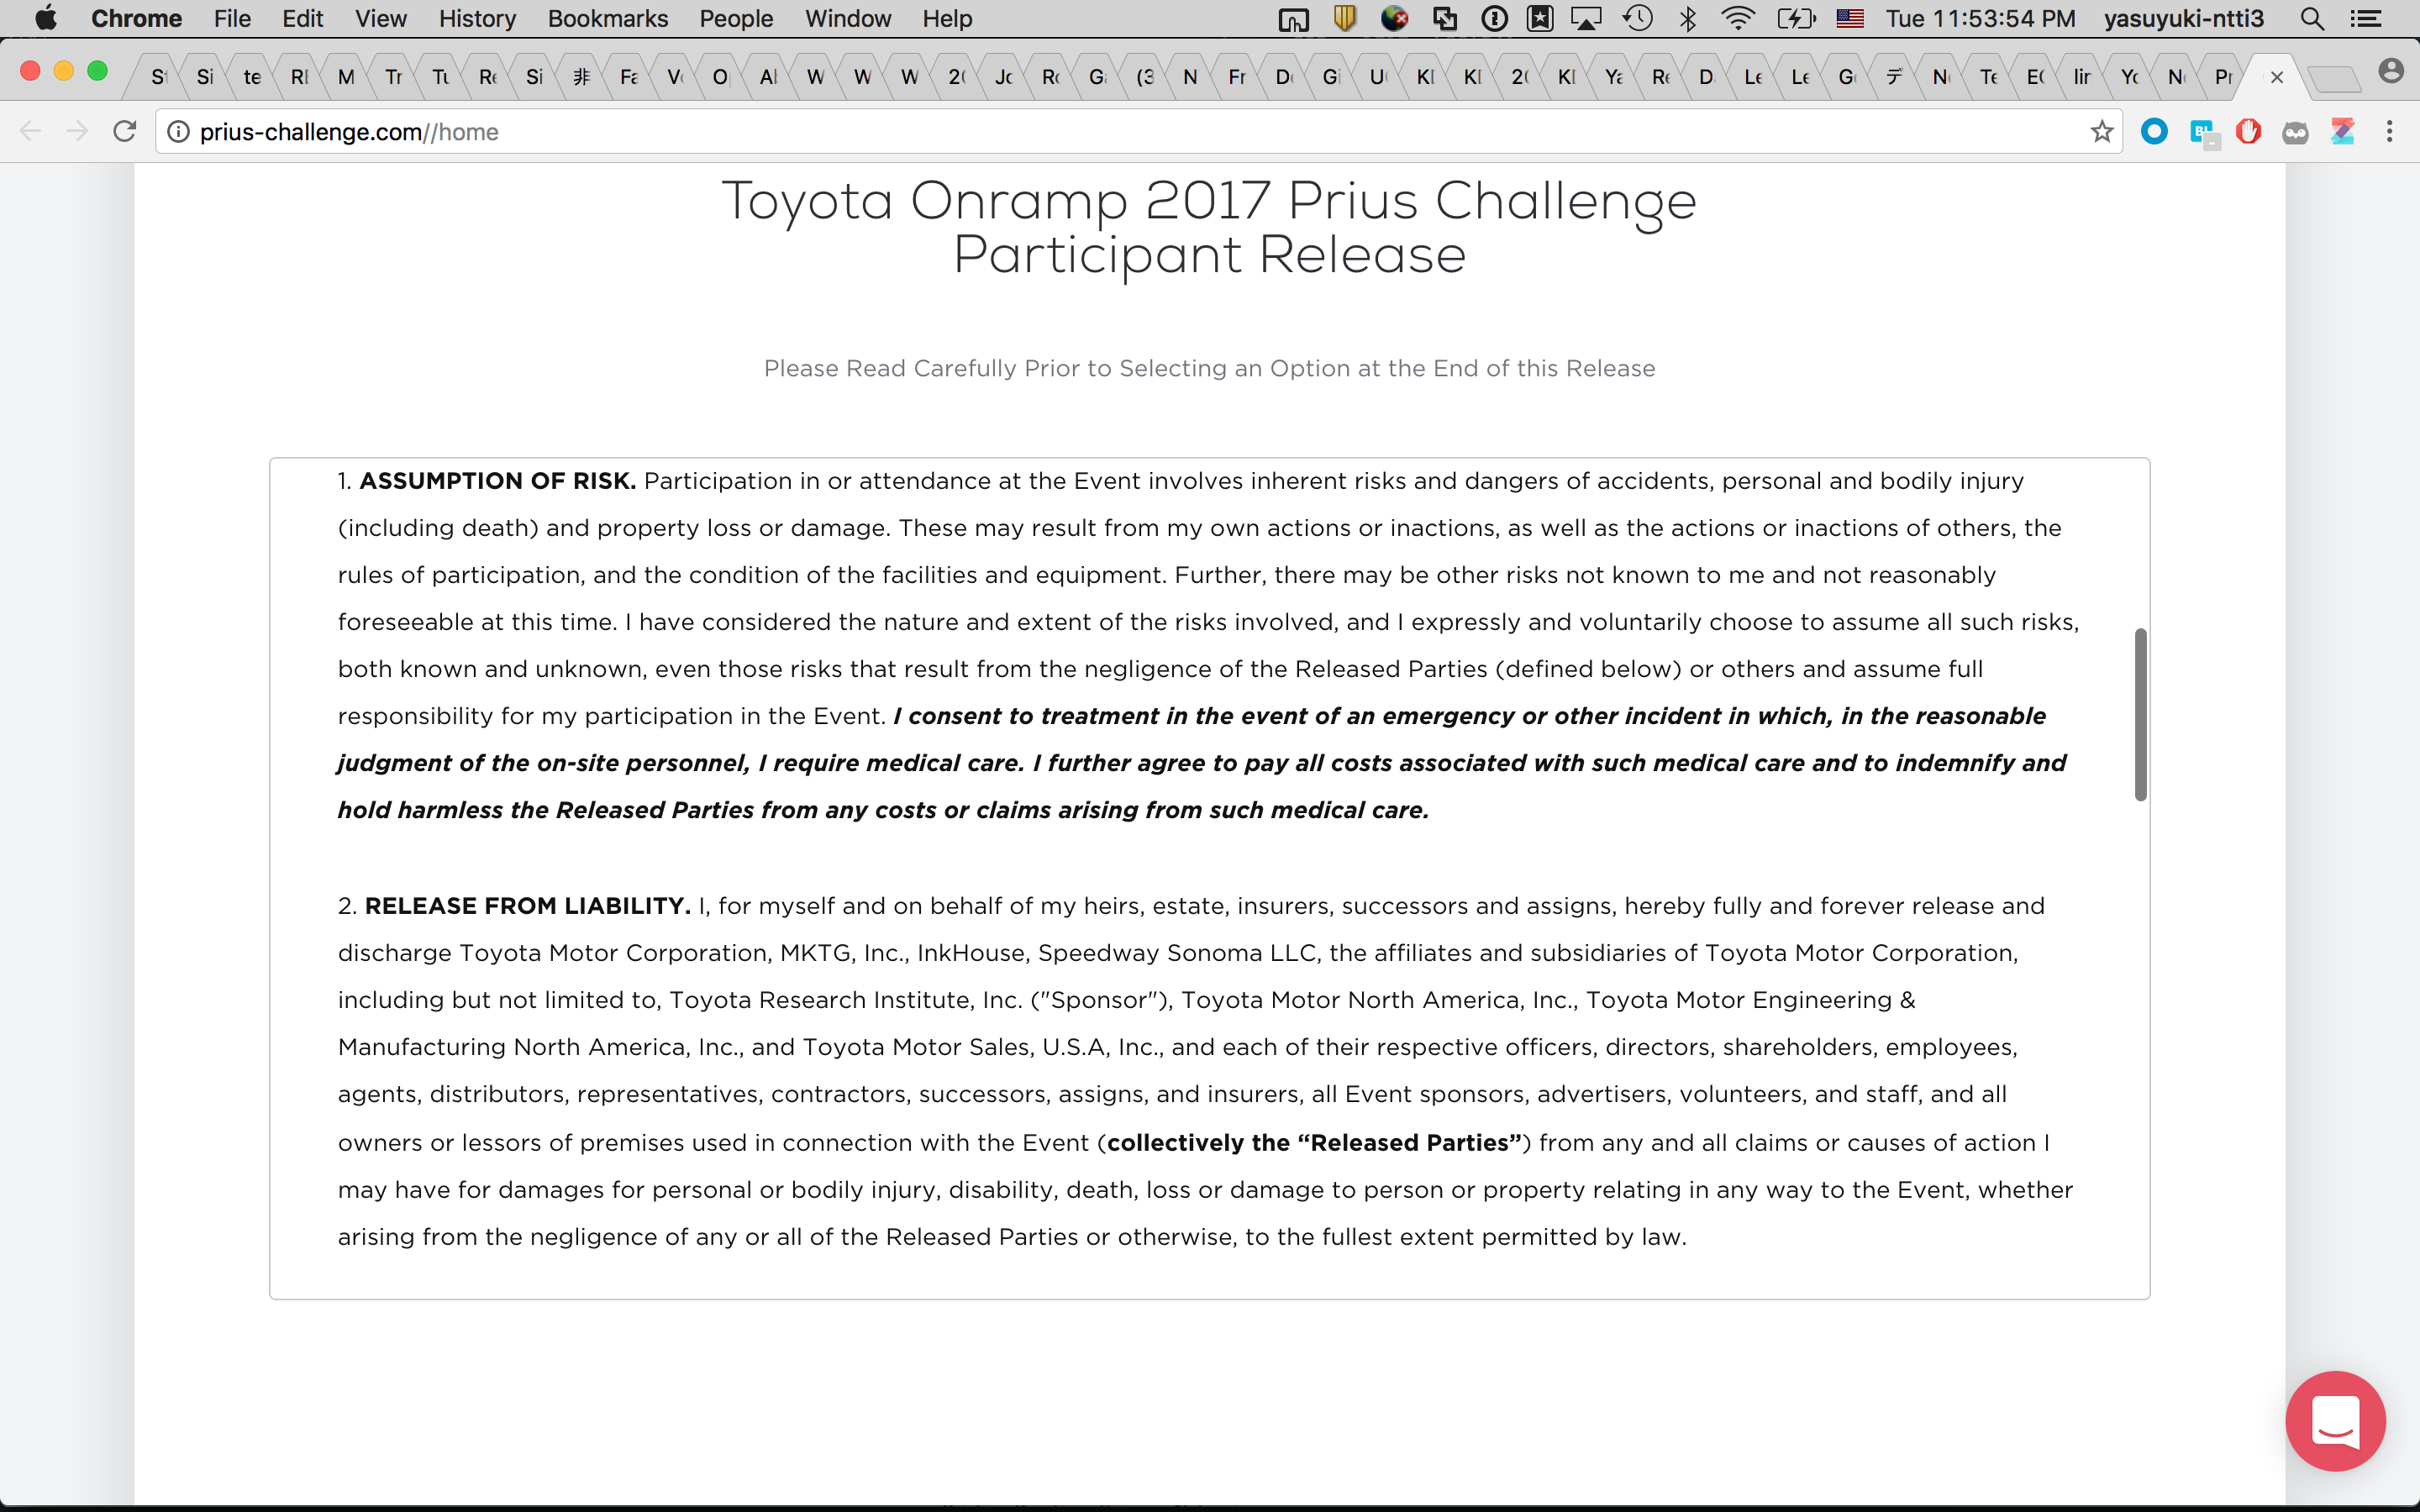 Chrome File Edit View History Bookmarks People Window Help Tue 11:53:54 PM yasuyuki-ntti3
S Si te RE M Tr Tu Re Si 非 Fa V O Al W W W 2 Jc R G (3 N Fr D Gi U KI KI 2 KI Ya Re D Le Le G デ N Te E lir Yo N Pr
prius-challenge.com//home
Toyota Onramp 2017 Prius Challenge
Participant Release
Please Read Carefully Prior to Selecting an Option at the End of this Release
1. ASSUMPTION OF RISK. Participation in or attendance at the Event involves inherent risks and dangers of accidents, personal and bodily injury
(including death) and property loss or damage. These may result from my own actions or inactions, as well as the actions or inactions of others, the
rules of participation, and the condition of the facilities and equipment. Further, there may be other risks not known to me and not reasonably
foreseeable at this time. I have considered the nature and extent of the risks involved, and I expressly and voluntarily choose to assume all such risks,
both known and unknown, even those risks that result from the negligence of the Released Parties (defined below) or others and assume full
responsibility for my participation in the Event. I consent to treatment in the event of an emergency or other incident in which, in the reasonable
judgment of the on-site personnel, I require medical care. I further agree to pay all costs associated with such medical care and to indemnify and
hold harmless the Released Parties from any costs or claims arising from such medical care.
2. RELEASE FROM LIABILITY. I, for myself and on behalf of my heirs, estate, insurers, successors and assigns, hereby fully and forever release and
discharge Toyota Motor Corporation, MKTG, Inc., InkHouse, Speedway Sonoma LLC, the affiliates and subsidiaries of Toyota Motor Corporation,
including but not limited to, Toyota Research Institute, Inc. ("Sponsor"), Toyota Motor North America, Inc., Toyota Motor Engineering &
Manufacturing North America, Inc., and Toyota Motor Sales, U.S.A, Inc., and each of their respective officers, directors, shareholders, employees,
agents, distributors, representatives, contractors, successors, assigns, and insurers, all Event sponsors, advertisers, volunteers, and staff, and all
owners or lessors of premises used in connection with the Event (collectively the “Released Parties”) from any and all claims or causes of action I
may have for damages for personal or bodily injury, disability, death, loss or damage to person or property relating in any way to the Event, whether
arising from the negligence of any or all of the Released Parties or otherwise, to the fullest extent permitted by law.